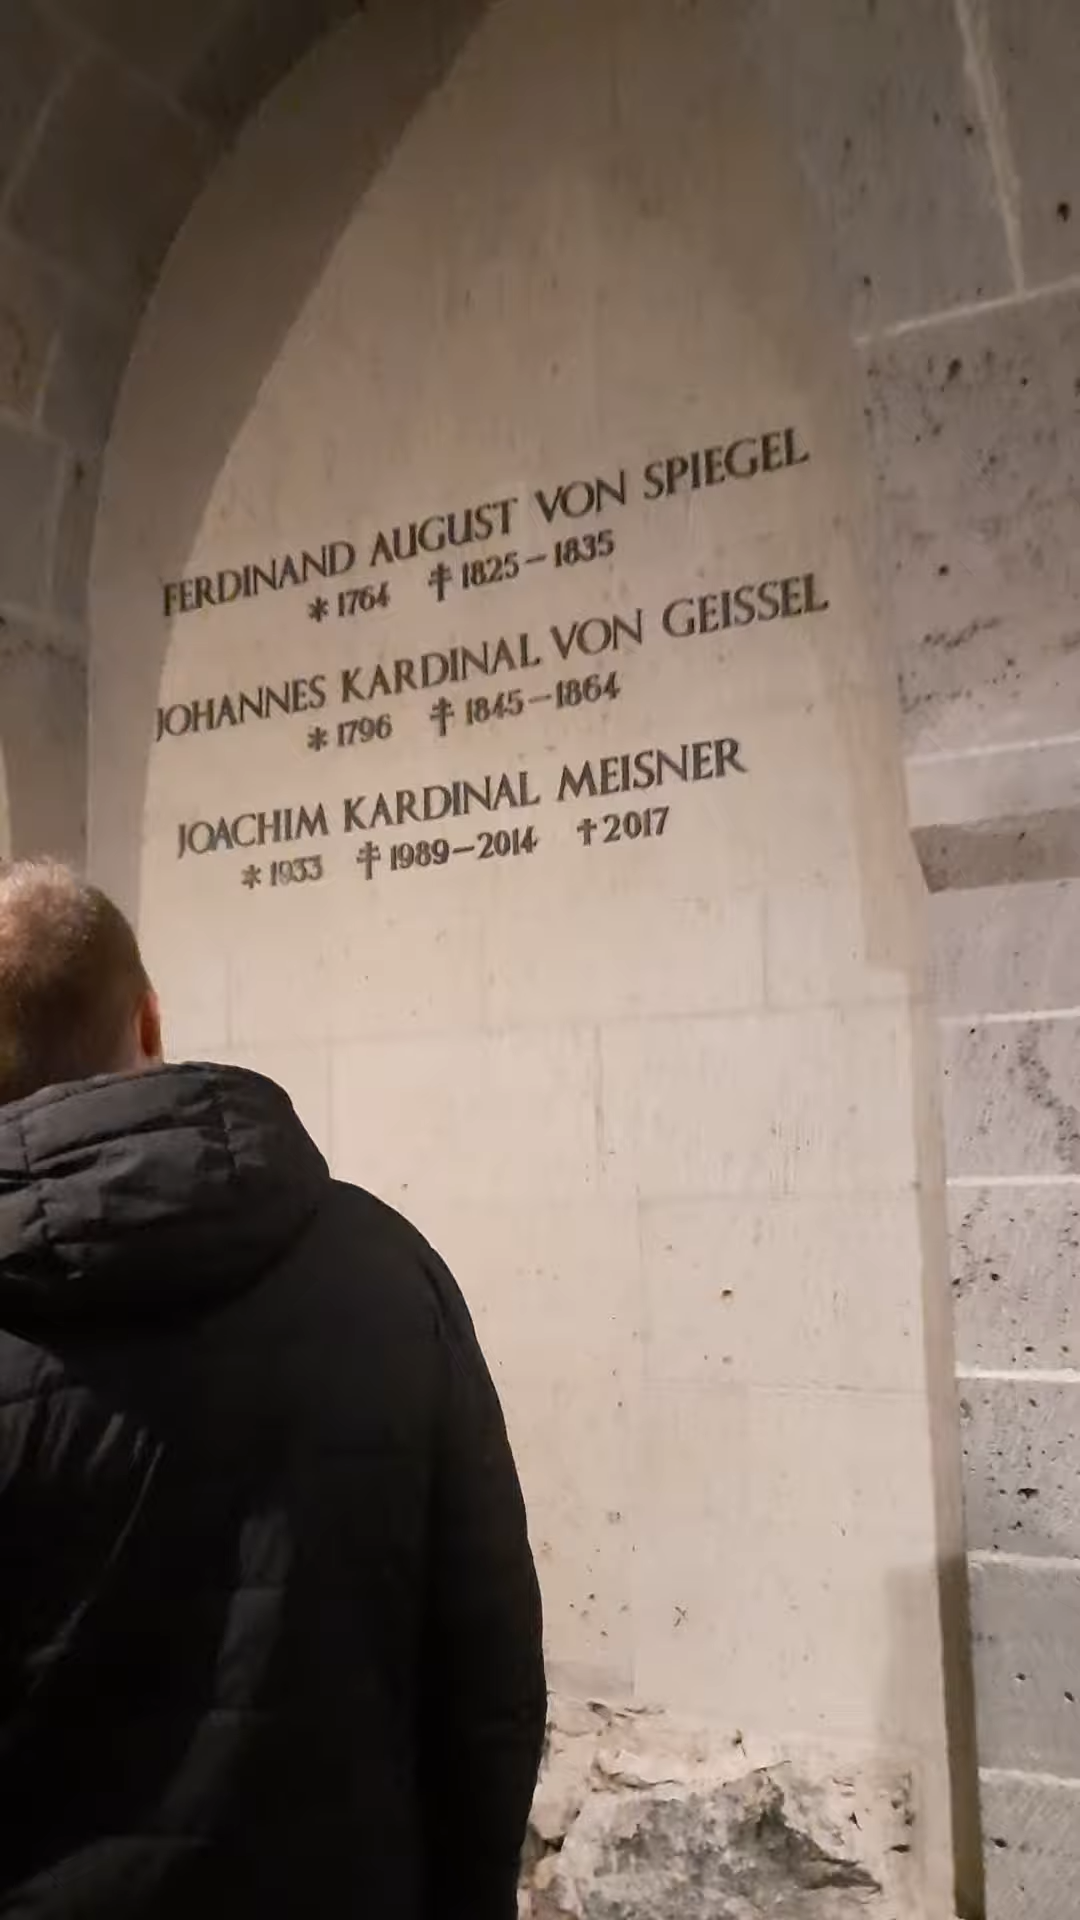 FERDINAND AUGUST VON SPIEGEL
* 1764 ‡ 1825 – 1835
JOHANNES KARDINAL VON GEISSEL
* 1796 ‡ 1845 – 1864
JOACHIM KARDINAL MEISNER
* 1933 ‡ 1989 – 2014 † 2017